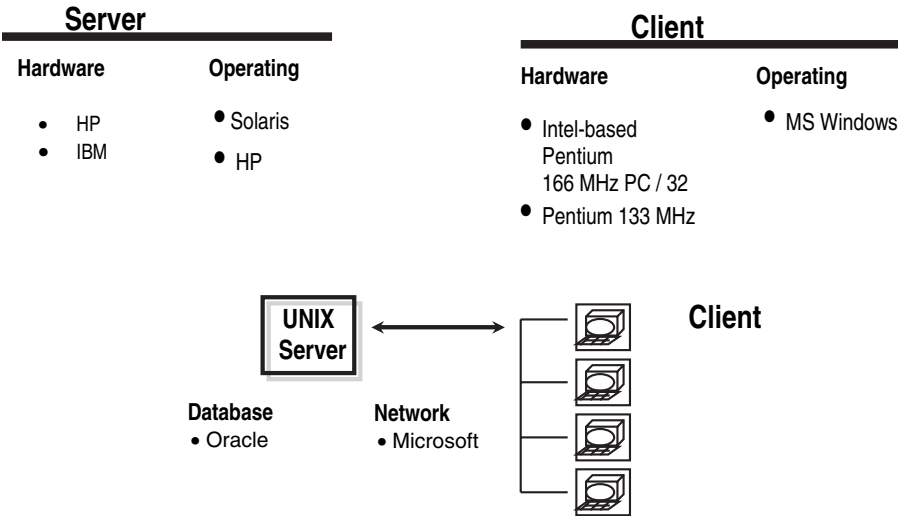 Server
Hardware
Operating
• HP
• IBM
• Solaris
• HP
Client
Hardware
Operating
• Intel-based
Pentium
166 MHz PC / 32
• Pentium 133 MHz
• MS Windows
UNIX
Server
Client
Database
• Oracle
Network
• Microsoft